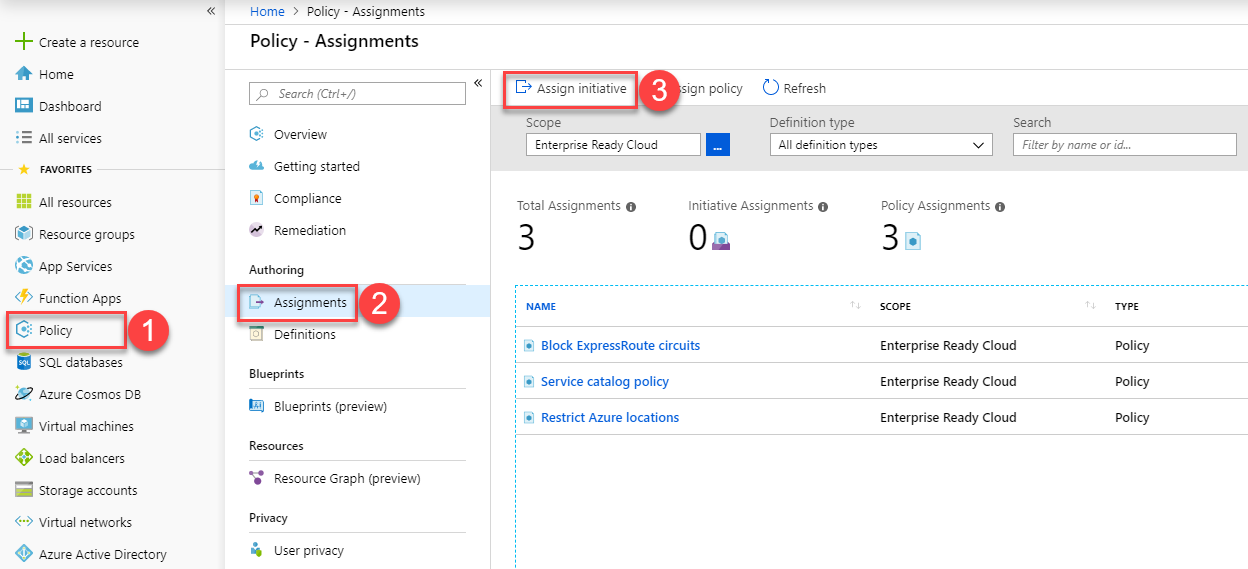 «
Create a resource
Home
Dashboard
All services
FAVORITES
All resources
Resource groups
App Services
Function Apps
Policy
1
SQL
SQL databases
Azure Cosmos DB
Virtual machines
Load balancers
Storage accounts
Virtual networks
Azure Active Directory
Home > Policy - Assignments
Policy - Assignments
Search (Ctrl+/)
«
Overview
Getting started
Compliance
Remediation
Authoring
Assignments
2
Definitions
Blueprints
Blueprints (preview)
Resources
Resource Graph (preview)
Privacy
User privacy
Assign initiative 3 ssign policy Refresh
Scope Definition type Search
Enterprise Ready Cloud ... All definition types Filter by name or id...
Total Assignments Initiative Assignments Policy Assignments
3 0 3
NAME ↑↓ SCOPE ↑↓ TYPE
Block ExpressRoute circuits Enterprise Ready Cloud Policy
Service catalog policy Enterprise Ready Cloud Policy
Restrict Azure locations Enterprise Ready Cloud Policy